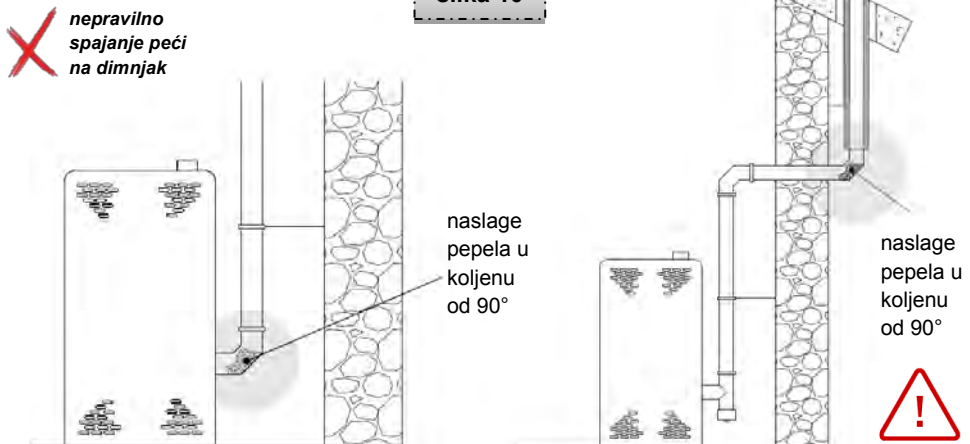 nepravilno
spajanje peći
na dimnjak
naslage
pepela u
koljenu
od 90°
naslage
pepela u
koljenu
od 90°
!